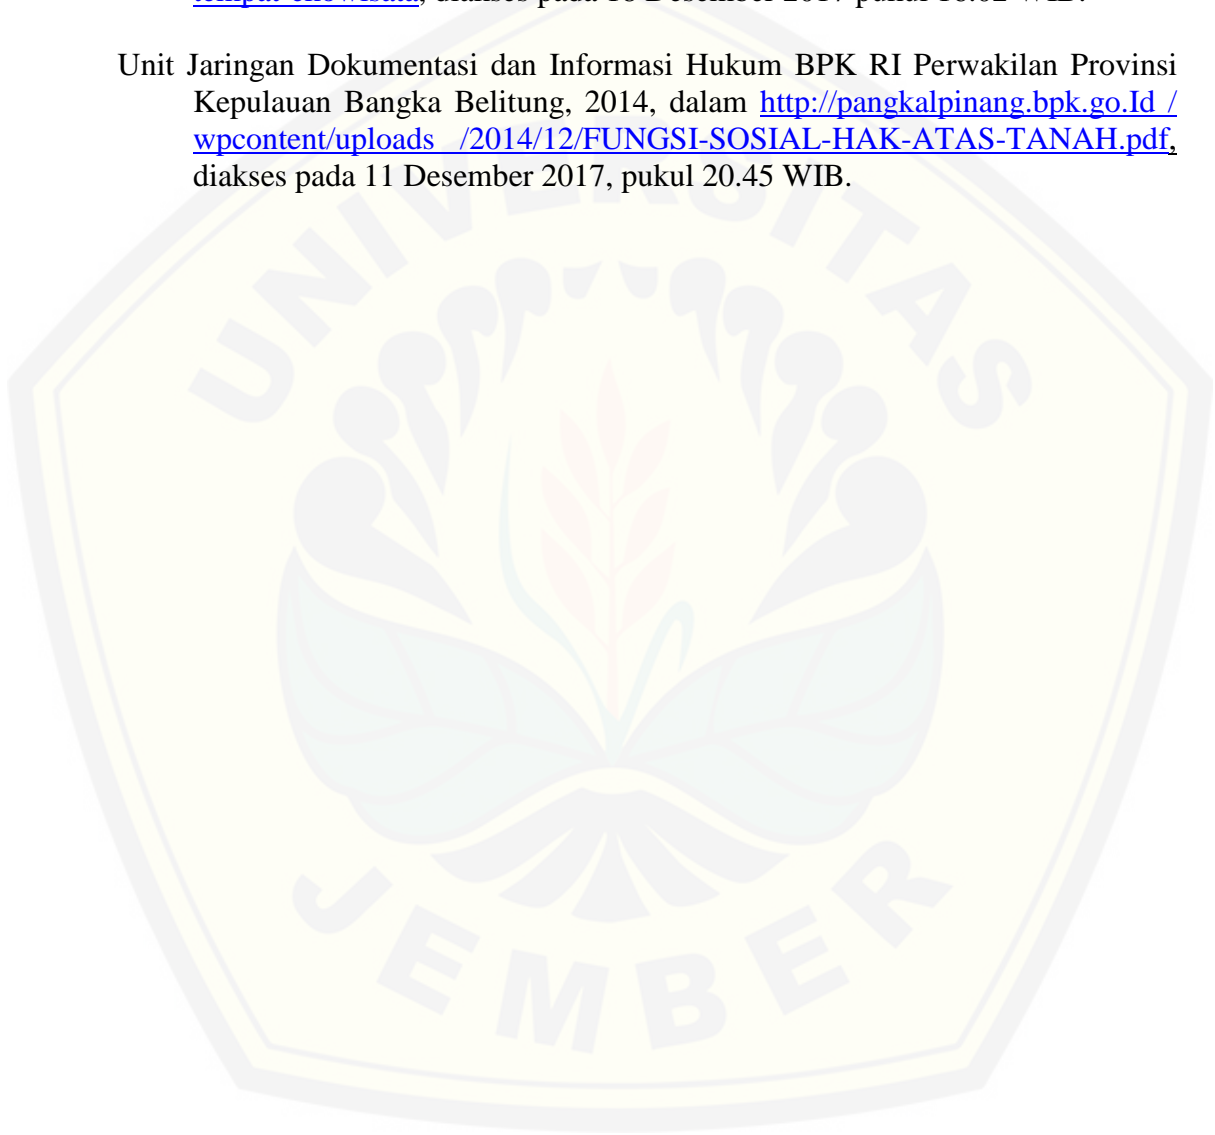 Unit Jaringan Dokumentasi dan Informasi Hukum BPK RI Perwakilan Provinsi
Kepulauan Bangka Belitung, 2014, dalam http://pangkalpinang.bpk.go.Id /
wpcontent/uploads /2014/12/FUNGSI-SOSIAL-HAK-ATAS-TANAH.pdf,
diakses pada 11 Desember 2017, pukul 20.45 WIB.
UNIVERSITAS
JEMBER